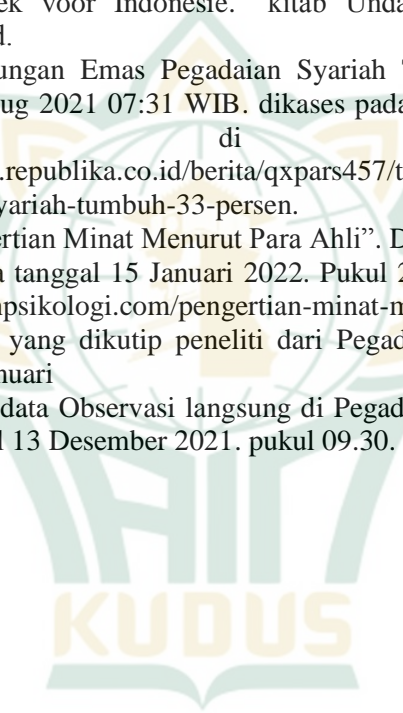 ek voor Indonesie. kitab Unda
d.
ungan Emas Pegadaian Syariah
ug 2021 07:31 WIB. dikases pada
di
.republika.co.id/berita/qxpars457/t
yariah-tumbuh-33-persen.
ertian Minat Menurut Para Ahli”. D
a tanggal 15 Januari 2022. Pukul 2
npsikologi.com/pengertian-minat-m
yang dikutip peneliti dari Pegad
nuari
data Observasi langsung di Pegad
l 13 Desember 2021. pukul 09.30.
KUDUS